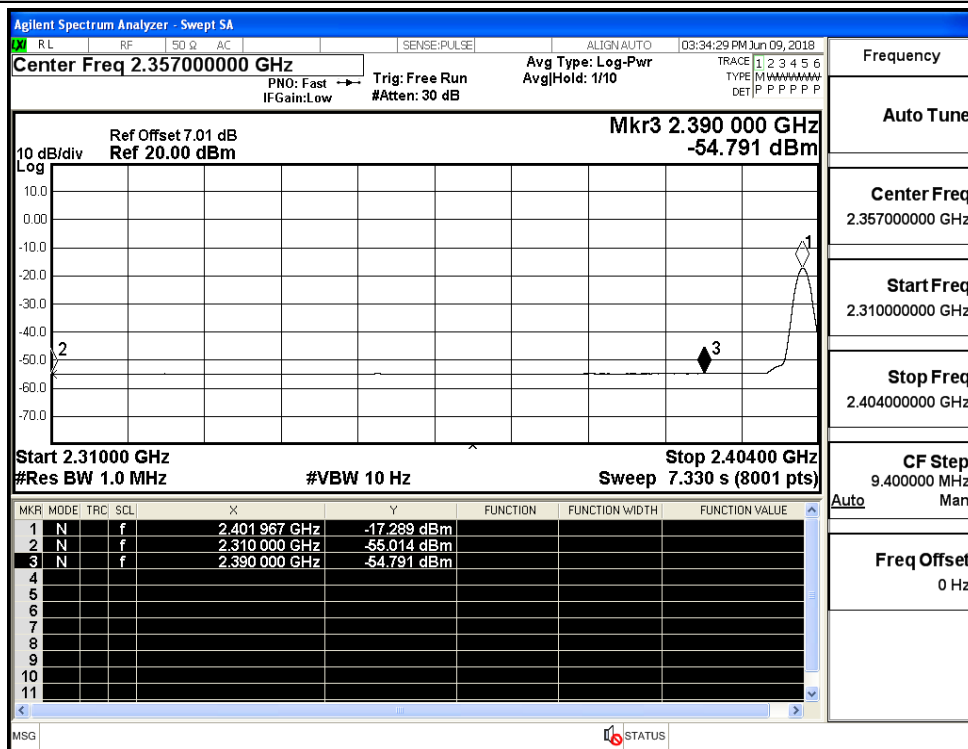 Agilent Spectrum Analyzer - Swept SA
LXI RL RF 50 Ω AC SENSE:PULSE ALIGN AUTO 03:34:29 PM Jun 09, 2018
Center Freq 2.357000000 GHz
PNO: Fast
IFGain:Low
Trig: Free Run
#Atten: 30 dB
Avg Type: Log-Pwr
Avg|Hold: 1/10
TRACE 1 2 3 4 5 6
TYPE M WWWWW
DET P P P P P P
Ref Offset 7.01 dB
10 dB/div Ref 20.00 dBm
Log
Mkr3 2.390 000 GHz
-54.791 dBm
10.0
0.00
-10.0
-20.0
-30.0
-40.0
-50.0
-60.0
-70.0
1
2
3
Start 2.31000 GHz Stop 2.40400 GHz
#Res BW 1.0 MHz #VBW 10 Hz Sweep 7.330 s (8001 pts)
MKR MODE TRC SCL X Y FUNCTION FUNCTION WIDTH FUNCTION VALUE
1 N f 2.401 967 GHz -17.289 dBm
2 N f 2.310 000 GHz -55.014 dBm
3 N f 2.390 000 GHz -54.791 dBm
4
5
6
7
8
9
10
11
MSG STATUS
Frequency
Auto Tune
Center Freq
2.357000000 GHz
Start Freq
2.310000000 GHz
Stop Freq
2.404000000 GHz
CF Step
9.400000 MHz
Auto Man
Freq Offset
0 Hz